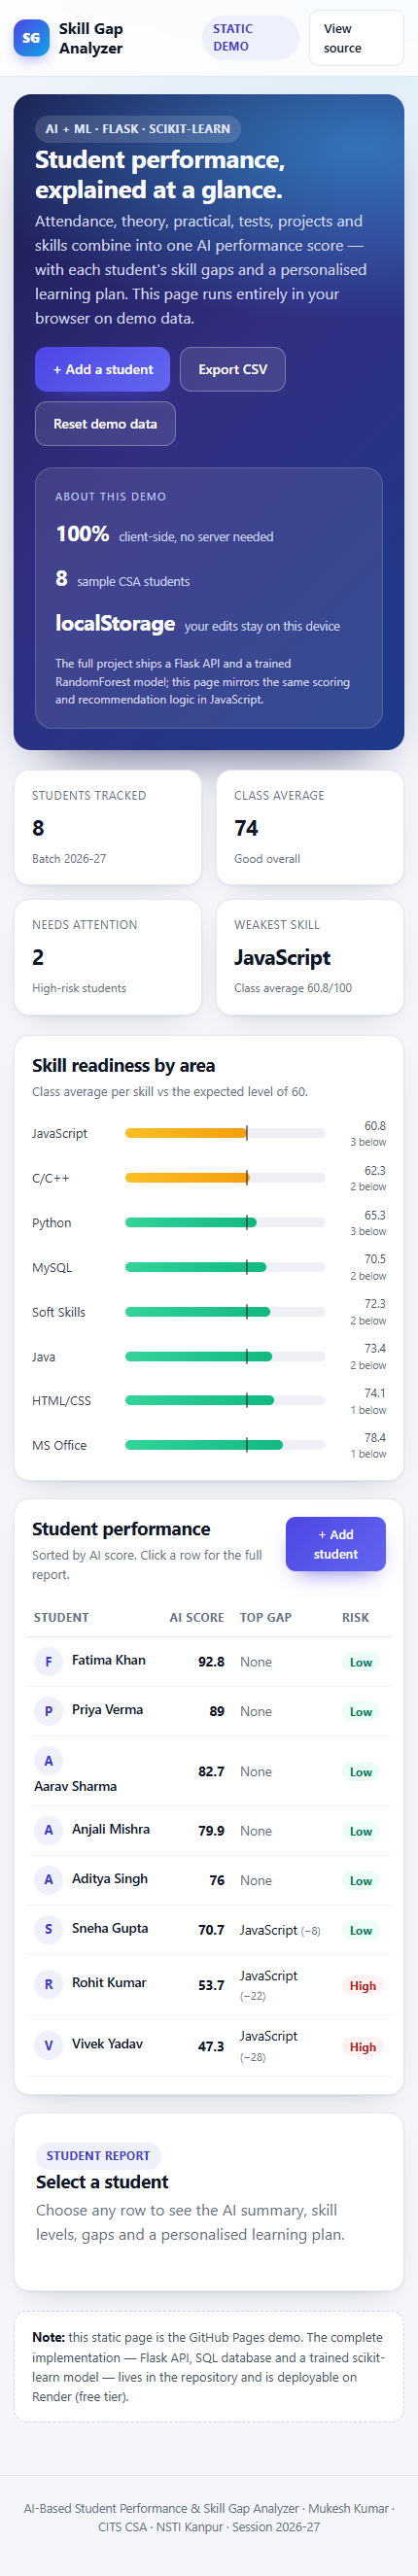 SG
Skill Gap
Analyzer
STATIC
DEMO
View
source
AI + ML · FLASK · SCIKIT-LEARN
Student performance,
explained at a glance.
Attendance, theory, practical, tests, projects and
skills combine into one AI performance score —
with each student's skill gaps and a personalised
learning plan. This page runs entirely in your
browser on demo data.
+ Add a student
Export CSV
Reset demo data
ABOUT THIS DEMO
100% client-side, no server needed
8 sample CSA students
localStorage your edits stay on this device
The full project ships a Flask API and a trained
RandomForest model; this page mirrors the same scoring
and recommendation logic in JavaScript.
STUDENTS TRACKED
8
Batch 2026-27
CLASS AVERAGE
74
Good overall
NEEDS ATTENTION
2
High-risk students
WEAKEST SKILL
JavaScript
Class average 60.8/100
Skill readiness by area
Class average per skill vs the expected level of 60.
JavaScript 60.8
3 below
C/C++ 62.3
2 below
Python 65.3
3 below
MySQL 70.5
2 below
Soft Skills 72.3
2 below
Java 73.4
2 below
HTML/CSS 74.1
1 below
MS Office 78.4
1 below
Student performance
Sorted by AI score. Click a row for the full
report.
+ Add
student
STUDENT AI SCORE TOP GAP RISK
F Fatima Khan 92.8 None Low
P Priya Verma 89 None Low
A
Aarav Sharma 82.7 None Low
A Anjali Mishra 79.9 None Low
A Aditya Singh 76 None Low
S Sneha Gupta 70.7 JavaScript (−8) Low
R Rohit Kumar 53.7 JavaScript
(−22) High
V Vivek Yadav 47.3 JavaScript
(−28) High
STUDENT REPORT
Select a student
Choose any row to see the AI summary, skill
levels, gaps and a personalised learning plan.
Note: this static page is the GitHub Pages demo. The complete
implementation — Flask API, SQL database and a trained scikit-
learn model — lives in the repository and is deployable on
Render (free tier).
AI-Based Student Performance & Skill Gap Analyzer · Mukesh Kumar ·
CITS CSA · NSTI Kanpur · Session 2026-27